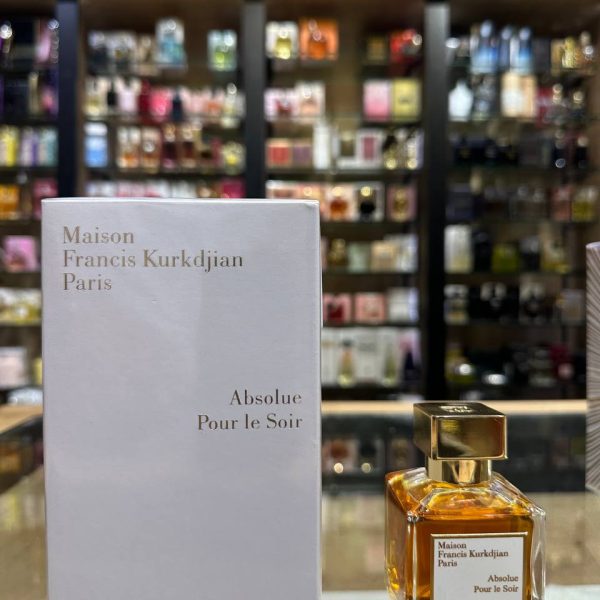 Maison
Francis Kurkdjian
Paris
Absolue
Pour le Soir
Maison
Francis Kurkdjian
Paris
Absolue
Pour le Soir